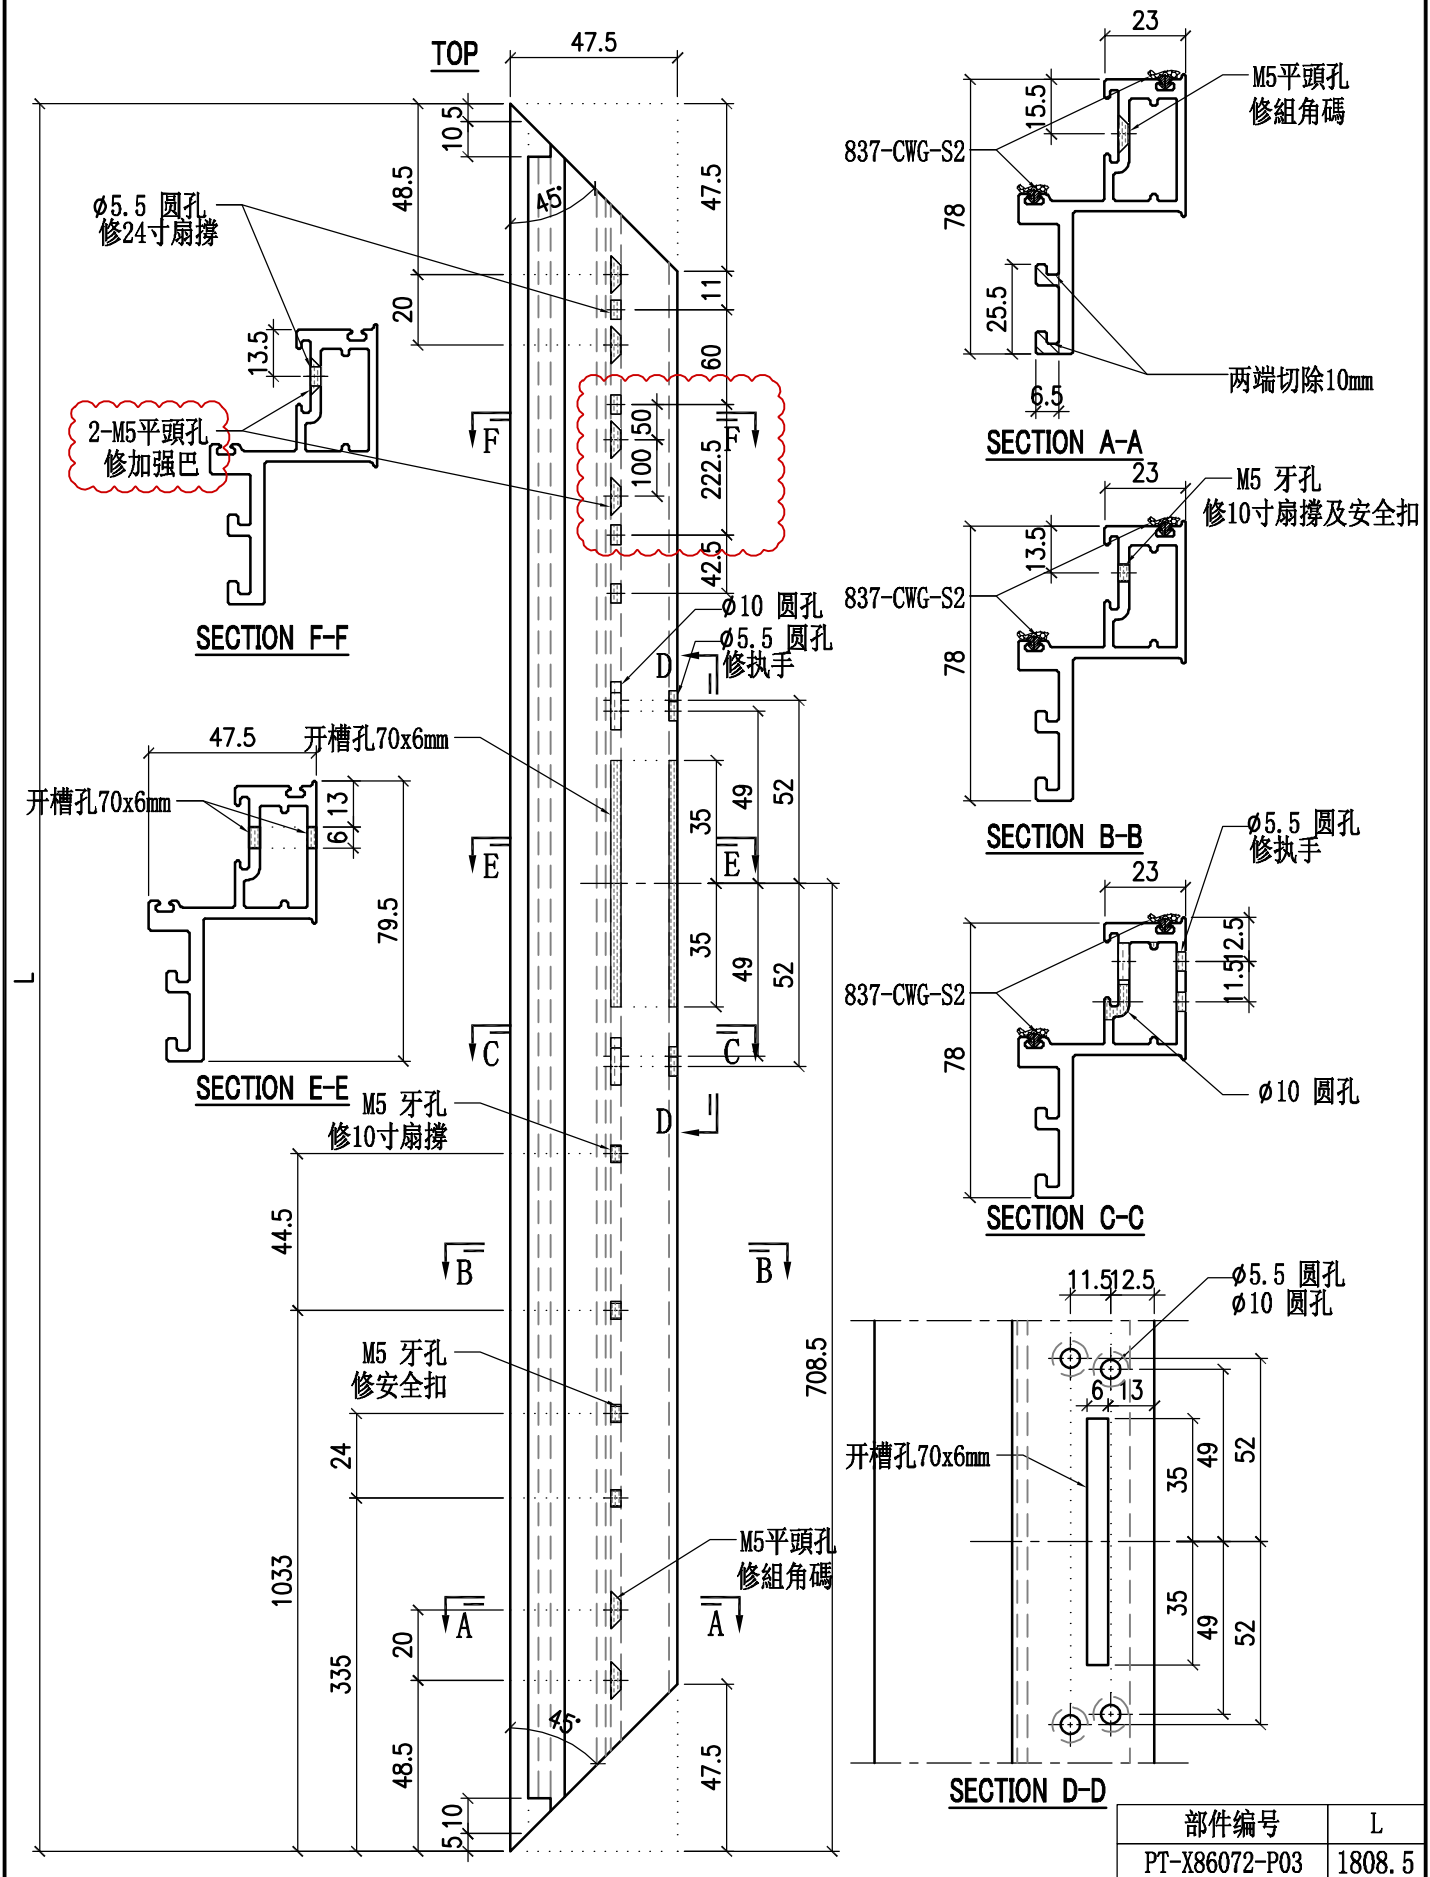 TOP
47.5
10 5
48.5
20
47.5
11
60
45°
ϕ5.5 圆孔
修24寸扇撑
13.5
2-M5平頭孔
修加强巴
SECTION F-F
F
F
50
100
222.5
42.5
ϕ10 圆孔
ϕ5.5 圆孔
修执手
D
47.5
开槽孔70x6mm
开槽孔70x6mm
13
6
79.5
SECTION E-E
E
E
35
49
52
35
49
52
C
C
D
L
M5 牙孔
修10寸扇撑
44.5
B
B
M5 牙孔
修安全扣
24
1033
335
708.5
M5平頭孔
修組角碼
A
A
20
48.5
45°
5 10
47.5
23
15.5
M5平頭孔
修組角碼
837-CWG-S2
78
25.5
6.5
两端切除10mm
SECTION A-A
23
M5 牙孔
修10寸扇撑及安全扣
13.5
837-CWG-S2
78
SECTION B-B
ϕ5.5 圆孔
修执手
23
12.5
11.5
837-CWG-S2
78
ϕ10 圆孔
SECTION C-C
11.5 12.5
ϕ5.5 圆孔
ϕ10 圆孔
6 13
开槽孔70x6mm
35
49
52
35
49
52
SECTION D-D
部件编号 L
PT-X86072-P03 1808.5